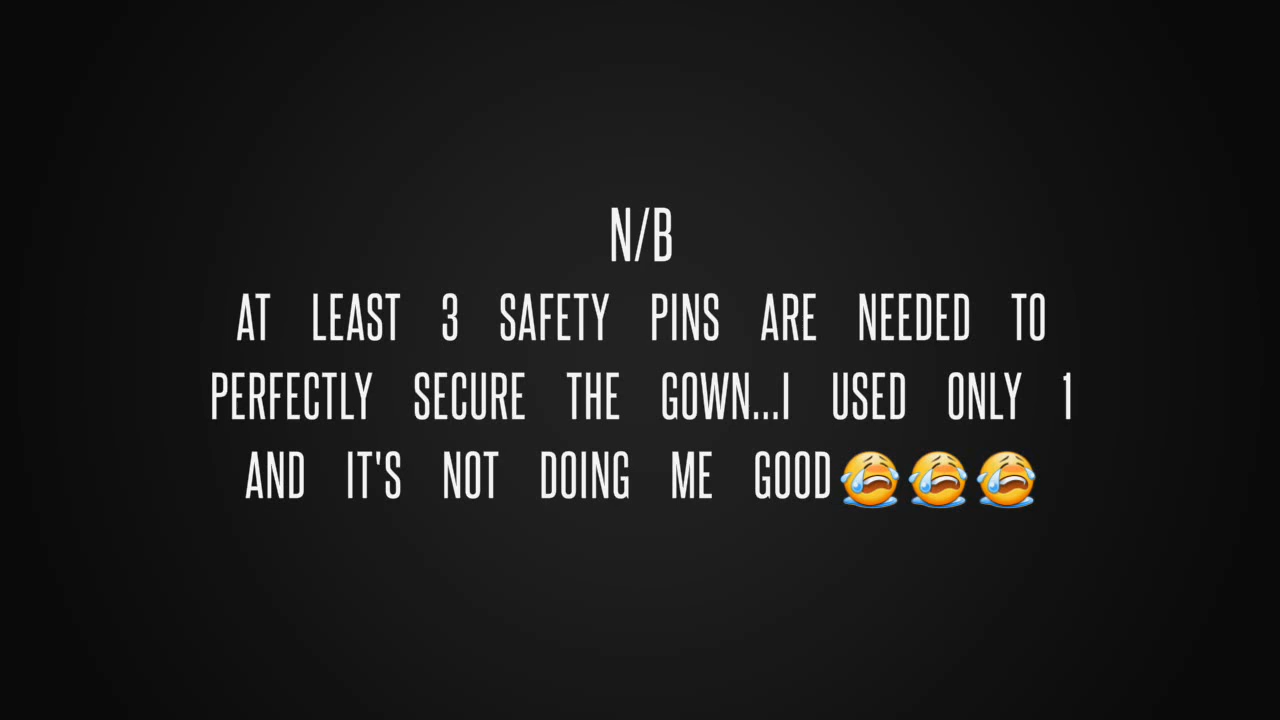 N/B
AT LEAST 3 SAFETY PINS ARE NEEDED TO
PERFECTLY SECURE THE GOWN...I USED ONLY 1
AND IT'S NOT DOING ME GOOD😭😭😭